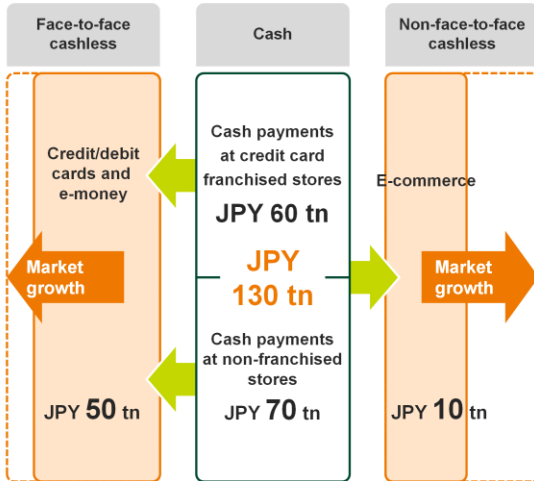 Face-to-face
cashless
Cash
Non-face-to-face
cashless
Credit/debit
cards and
e-money
Market
growth
JPY 50 tn
Cash payments
at credit card
franchised stores
JPY 60 tn
JPY
130 tn
Cash payments
at non-franchised
stores
JPY 70 tn
E-commerce
Market
growth
JPY 10 tn